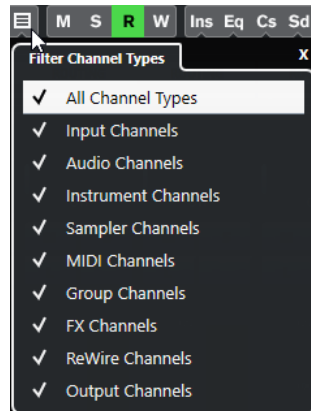 M S R W Ins Eq Cs Sd
Filter Channel Types X
All Channel Types
Input Channels
Audio Channels
Instrument Channels
Sampler Channels
MIDI Channels
Group Channels
FX Channels
ReWire Channels
Output Channels